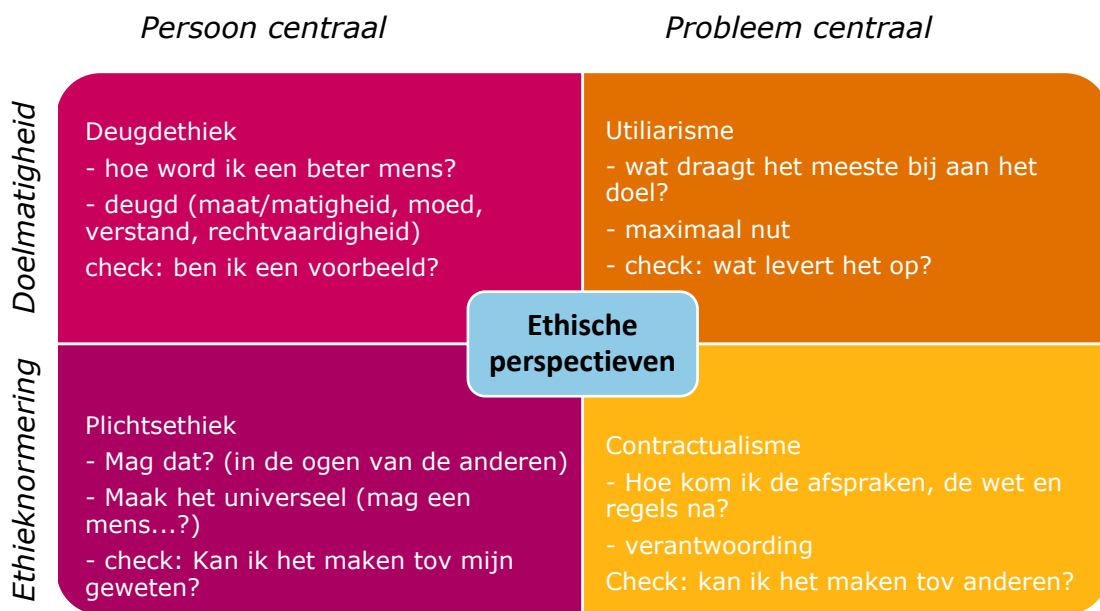 Persoon centraal
Probleem centraal
Doelmatigheid
Deugdethiek
- hoe word ik een beter mens?
- deugd (maat/matigheid, moed,
verstand, rechtvaardigheid)
check: ben ik een voorbeeld?
Utiliarisme
- wat draagt het meeste bij aan het
doel?
- maximaal nut
- check: wat levert het op?
Ethische
perspectieven
Ethieknormering
Plichtsethiek
- Mag dat? (in de ogen van de anderen)
- Maak het universeel (mag een
mens...?)
- check: Kan ik het maken tov mijn
geweten?
Contractualisme
- Hoe kom ik de afspraken, de wet en
regels na?
- verantwoording
Check: kan ik het maken tov anderen?